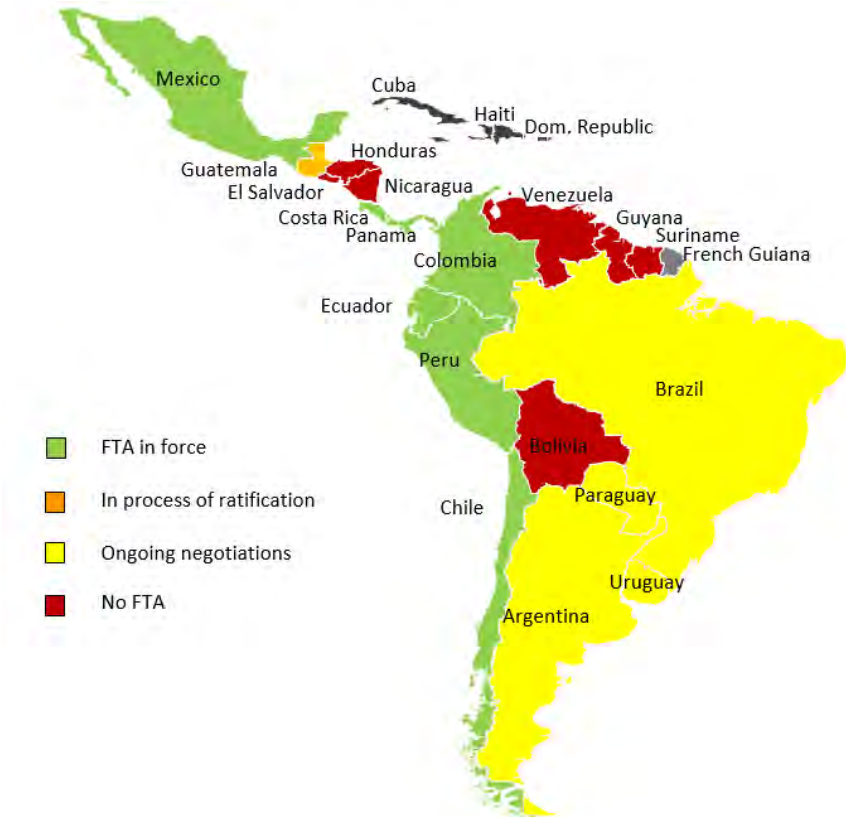 Mexico
Cuba
Haiti
Dom. Republic
Honduras
Guatemala
El Salvador
Nicaragua
Costa Rica
Panama
Venezuela
Guyana
Suriname
French Guiana
Colombia
Ecuador
Peru
Brazil
Bolivia
Paraguay
Chile
Uruguay
Argentina
FTA in force
In process of ratification
Ongoing negotiations
No FTA